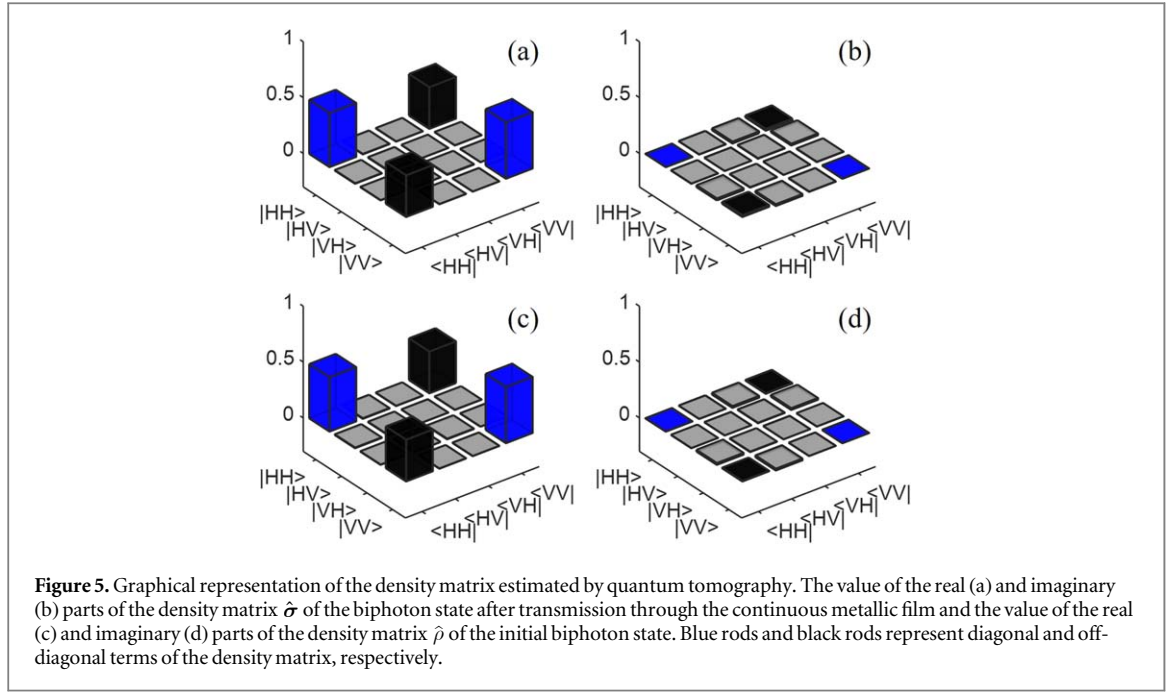 1
0.5
0
(a)
|HH>
|HV>
|VH>
|VV>
<HH|
<HV|
<VH|
<VV|
1
0.5
0
(b)
|HH>
|HV>
|VH>
|VV>
<HH|
<HV|
<VH|
<VV|
1
0.5
0
(c)
|HH>
|HV>
|VH>
|VV>
<HH|
<HV|
<VH|
<VV|
1
0.5
0
(d)
|HH>
|HV>
|VH>
|VV>
<HH|
<HV|
<VH|
<VV|
Figure 5. Graphical representation of the density matrix estimated by quantum tomography. The value of the real (a) and imaginary
(b) parts of the density matrix σ̂ of the biphoton state after transmission through the continuous metallic film and the value of the real
(c) and imaginary (d) parts of the density matrix ρ̂ of the initial biphoton state. Blue rods and black rods represent diagonal and off-
diagonal terms of the density matrix, respectively.